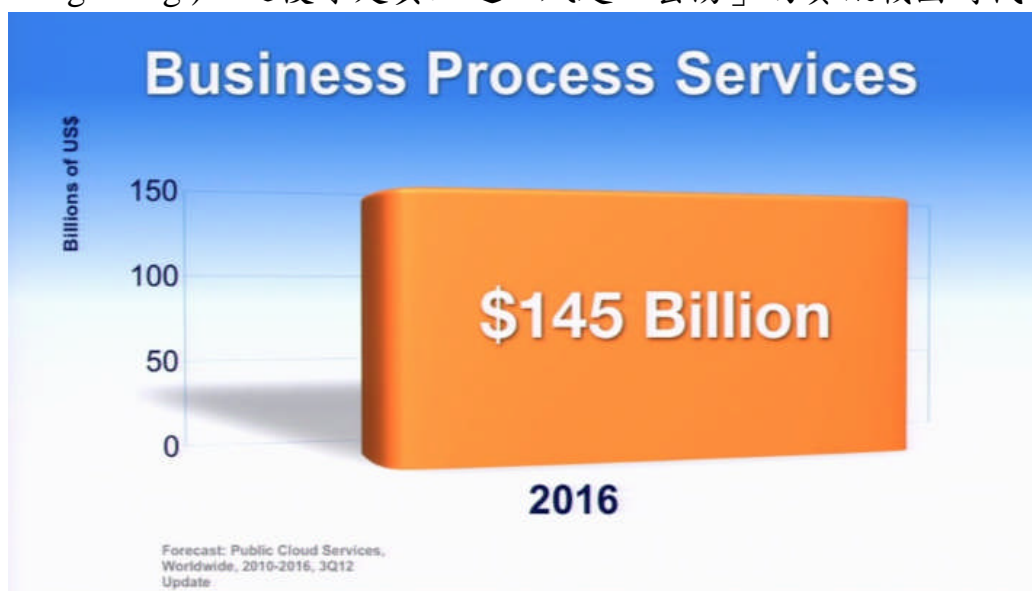 Business Process Services
Billions of US$
150
100
50
0
$145 Billion
2016
Forecast: Public Cloud Services,
Worldwide, 2010-2016, 3Q12
Update